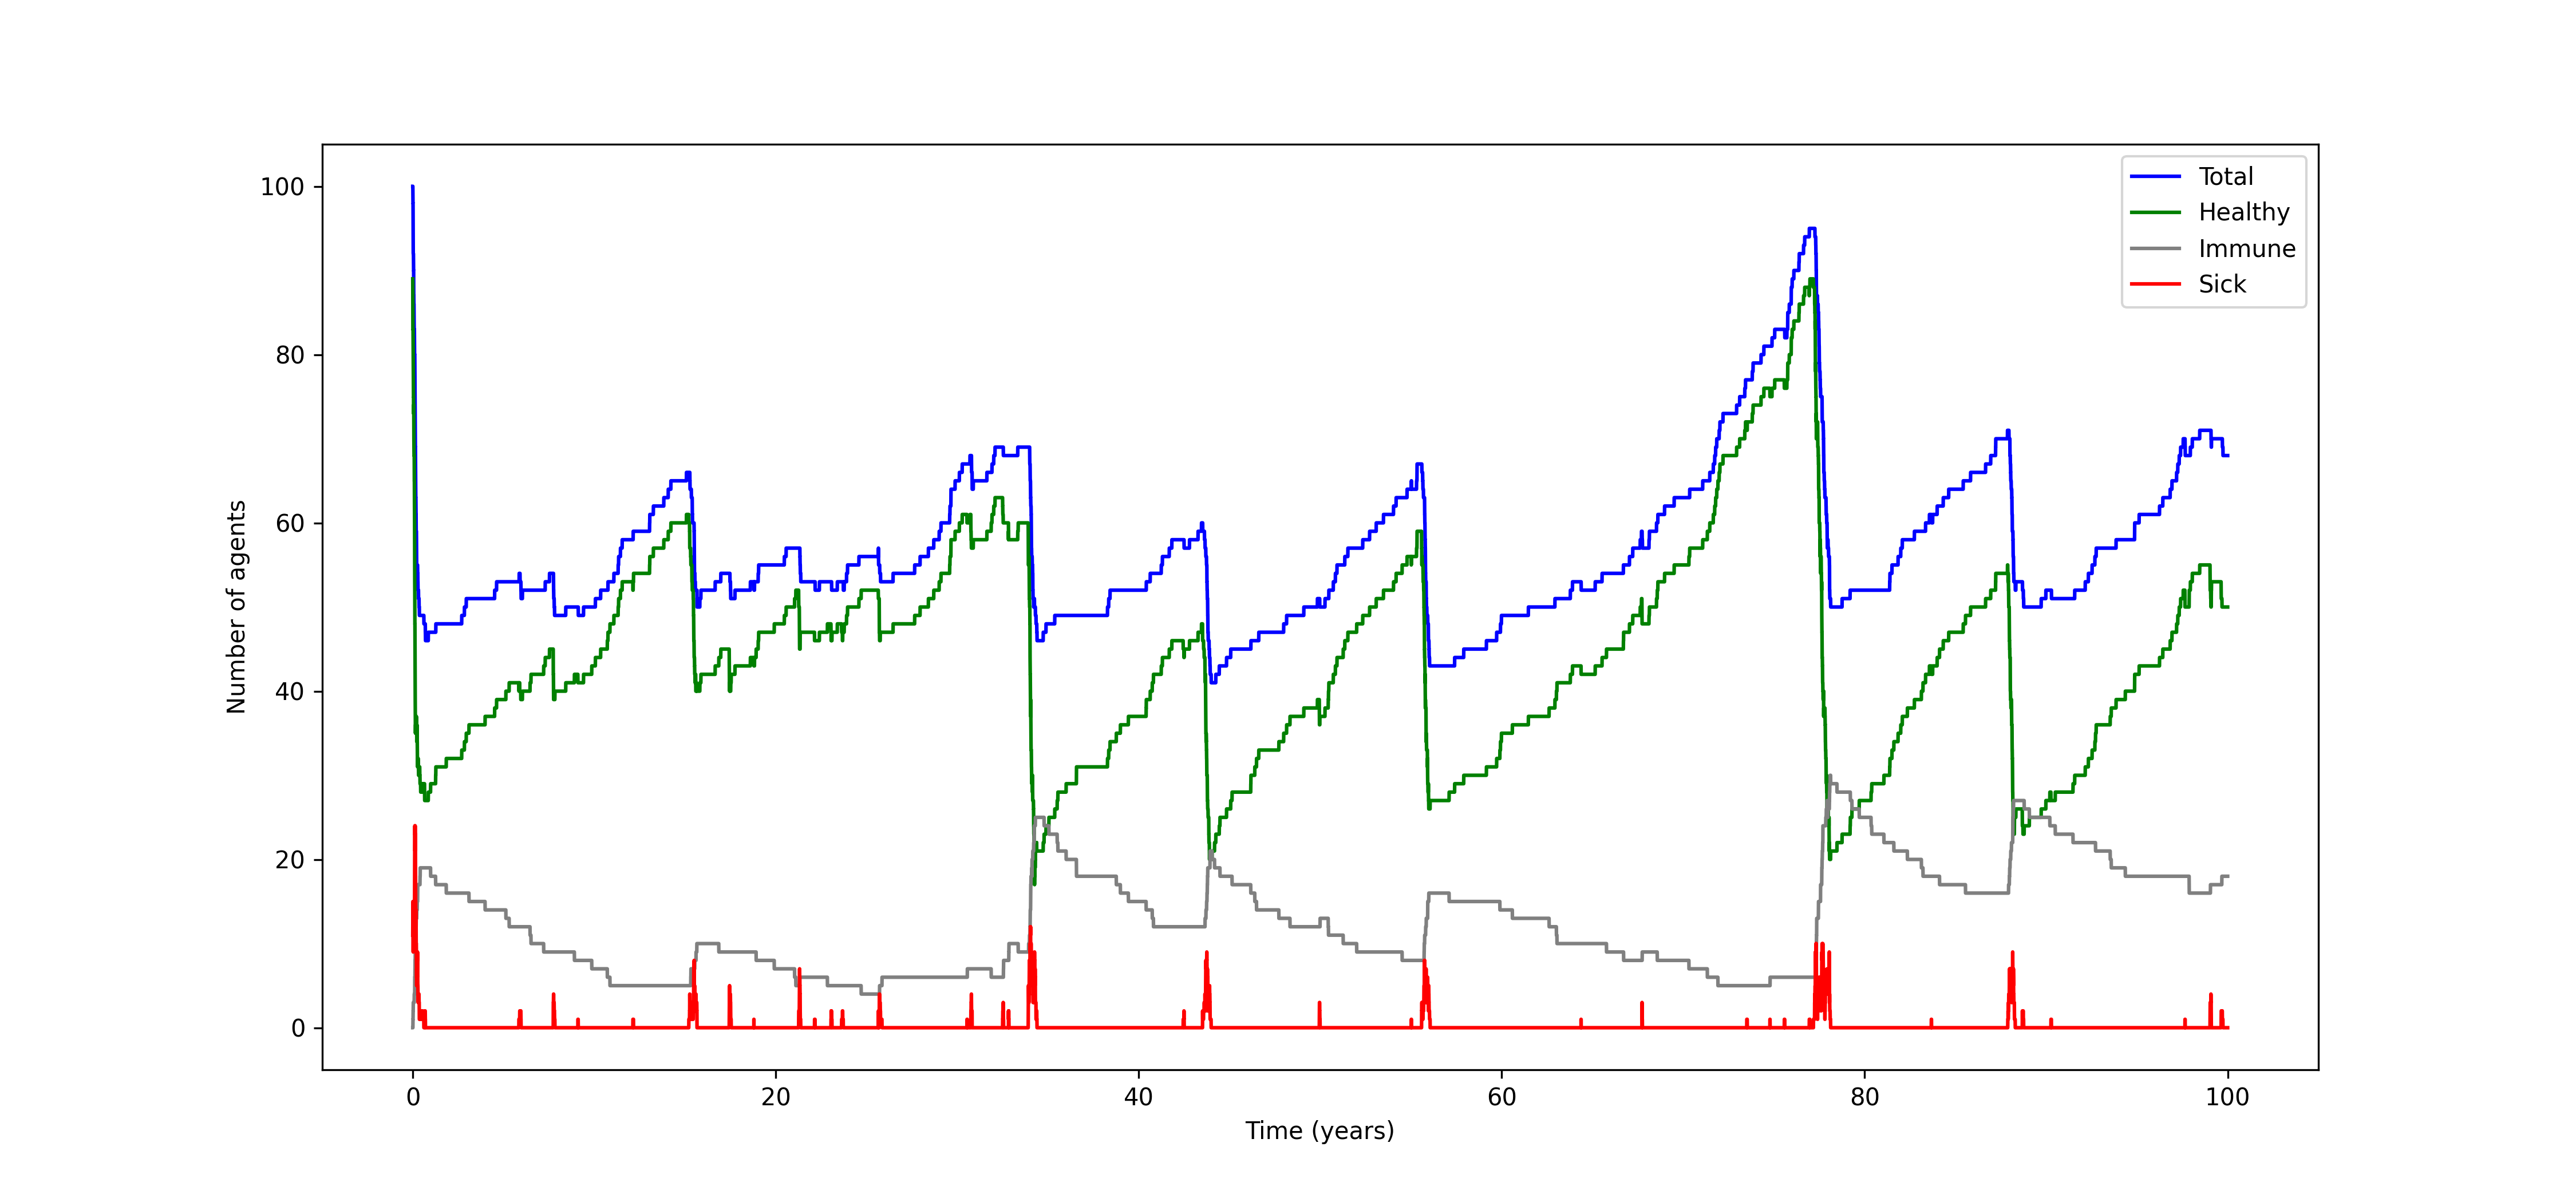 Total
Healthy
Immune
Sick
Number of agents
100
80
60
40
20
0
0 20 40 60 80 100
Time (years)